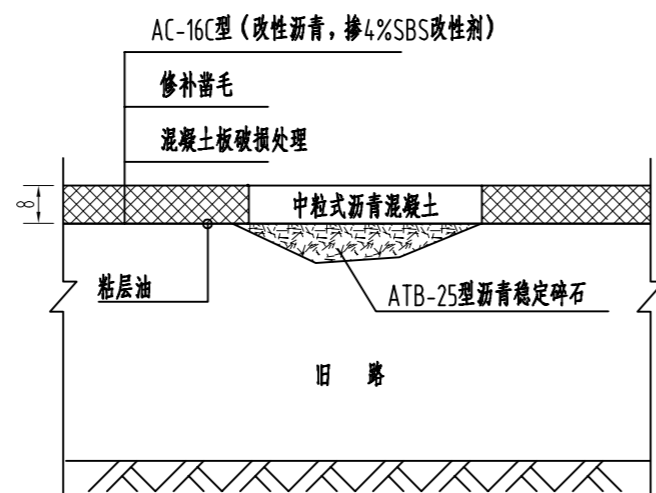 AC-16C型（改性沥青，掺4%SBS改性剂）
修补凿毛
混凝土板破损处理
8
中粒式沥青混凝土
粘层油
ATB-25型沥青稳定碎石
旧 路